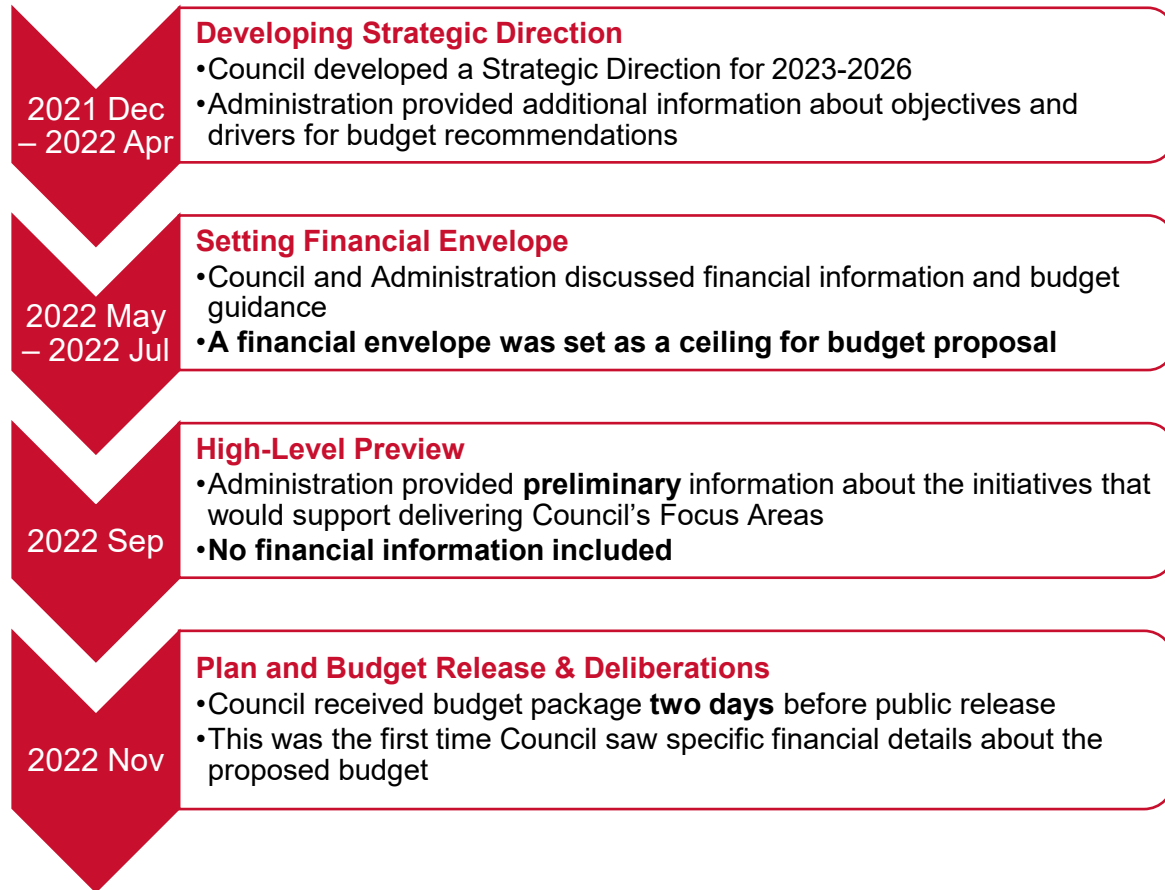 2021 Dec
– 2022 Apr
Developing Strategic Direction
•Council developed a Strategic Direction for 2023-2026
•Administration provided additional information about objectives and
drivers for budget recommendations
2022 May
– 2022 Jul
Setting Financial Envelope
•Council and Administration discussed financial information and budget
guidance
•A financial envelope was set as a ceiling for budget proposal
2022 Sep
High-Level Preview
•Administration provided preliminary information about the initiatives that
would support delivering Council’s Focus Areas
•No financial information included
2022 Nov
Plan and Budget Release & Deliberations
•Council received budget package two days before public release
•This was the first time Council saw specific financial details about the
proposed budget